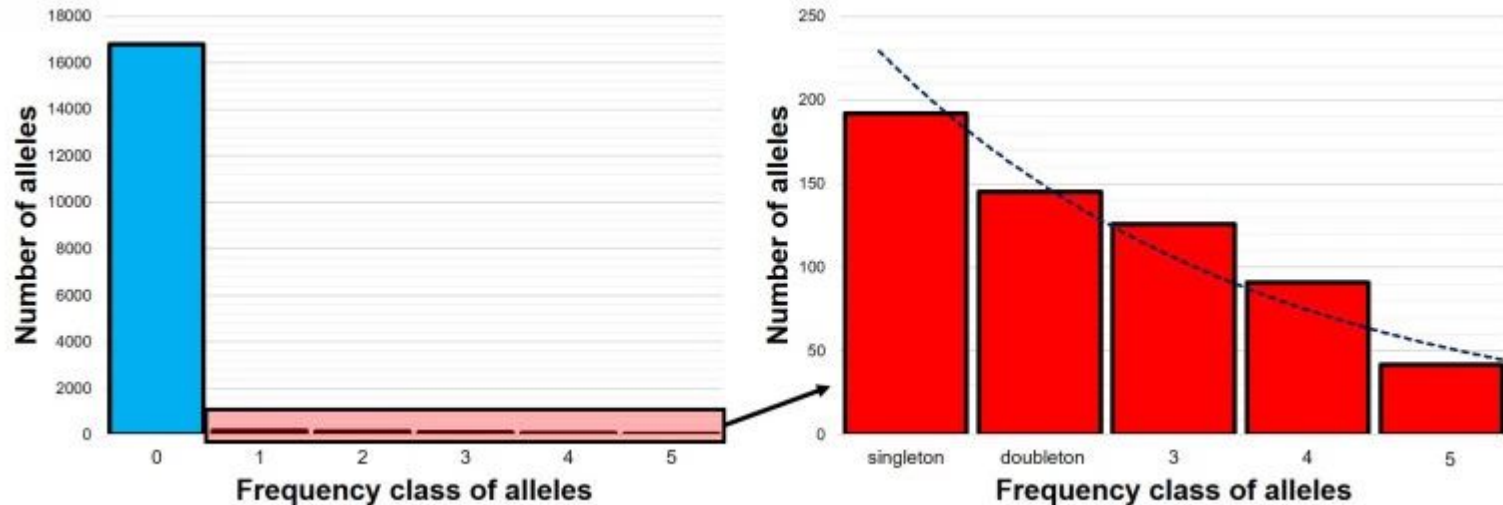 18000
16000
14000
12000
10000
8000
6000
4000
2000
0
Number of alleles
0 1 2 3 4 5
Frequency class of alleles
250
200
150
100
50
0
Number of alleles
singleton doubleton 3 4 5
Frequency class of alleles